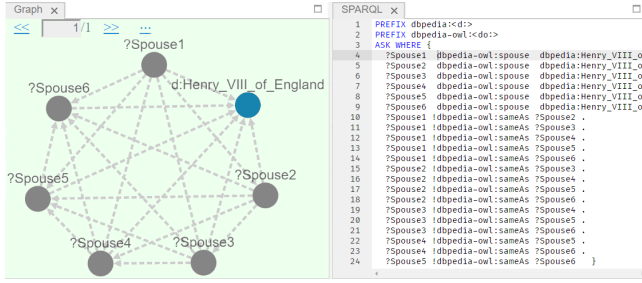 Graph ×
<< 1/1 >> ...
?Spouse1
?Spouse6
d:Henry_VIII_of_England
?Spouse5
?Spouse2
?Spouse4
?Spouse3
SPARQL ×
1 PREFIX dbpedia:<d:>
2 PREFIX dbpedia-owl:<do:>
3 ASK WHERE {
4 ?Spouse1 dbpedia-owl:spouse dbpedia:Henry_VIII_o
5 ?Spouse2 dbpedia-owl:spouse dbpedia:Henry_VIII_o
6 ?Spouse3 dbpedia-owl:spouse dbpedia:Henry_VIII_o
7 ?Spouse4 dbpedia-owl:spouse dbpedia:Henry_VIII_o
8 ?Spouse5 dbpedia-owl:spouse dbpedia:Henry_VIII_o
9 ?Spouse6 dbpedia-owl:spouse dbpedia:Henry_VIII_o
10 ?Spouse1 !dbpedia-owl:sameAs ?Spouse2 .
11 ?Spouse1 !dbpedia-owl:sameAs ?Spouse3 .
12 ?Spouse1 !dbpedia-owl:sameAs ?Spouse4 .
13 ?Spouse1 !dbpedia-owl:sameAs ?Spouse5 .
14 ?Spouse1 !dbpedia-owl:sameAs ?Spouse6 .
15 ?Spouse2 !dbpedia-owl:sameAs ?Spouse3 .
16 ?Spouse2 !dbpedia-owl:sameAs ?Spouse4 .
17 ?Spouse2 !dbpedia-owl:sameAs ?Spouse5 .
18 ?Spouse2 !dbpedia-owl:sameAs ?Spouse6 .
19 ?Spouse3 !dbpedia-owl:sameAs ?Spouse4 .
20 ?Spouse3 !dbpedia-owl:sameAs ?Spouse5 .
21 ?Spouse3 !dbpedia-owl:sameAs ?Spouse6 .
22 ?Spouse4 !dbpedia-owl:sameAs ?Spouse5 .
23 ?Spouse4 !dbpedia-owl:sameAs ?Spouse6 .
24 ?Spouse5 !dbpedia-owl:sameAs ?Spouse6 }